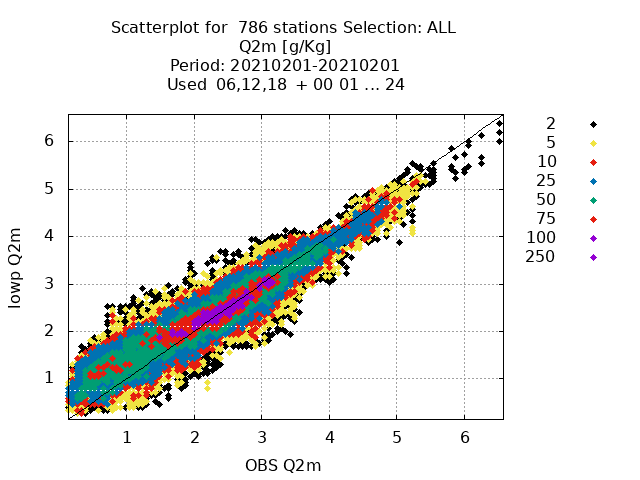 Scatterplot for  786 stations Selection: ALL
Q2m [g/Kg]
Period: 20210201-20210201
Used  06,12,18  + 00 01 ... 24
6
5
4
3
2
1
1 2 3 4 5 6
Iowp Q2m
OBS Q2m
2
5
10
25
50
75
100
250